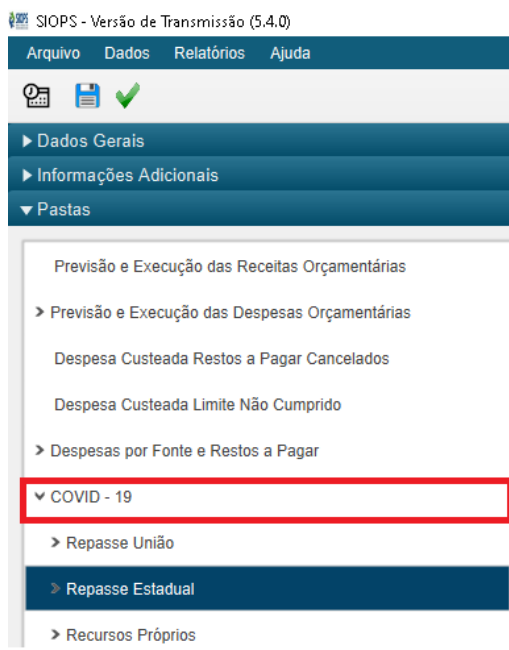 SIOPS - Versão de Transmissão (5.4.0)
Arquivo Dados Relatórios Ajuda
Dados Gerais
Informações Adicionais
Pastas
Previsão e Execução das Receitas Orçamentárias
Previsão e Execução das Despesas Orçamentárias
Despesa Custeada Restos a Pagar Cancelados
Despesa Custeada Limite Não Cumprido
Despesas por Fonte e Restos a Pagar
COVID - 19
Repasse União
Repasse Estadual
Recursos Próprios